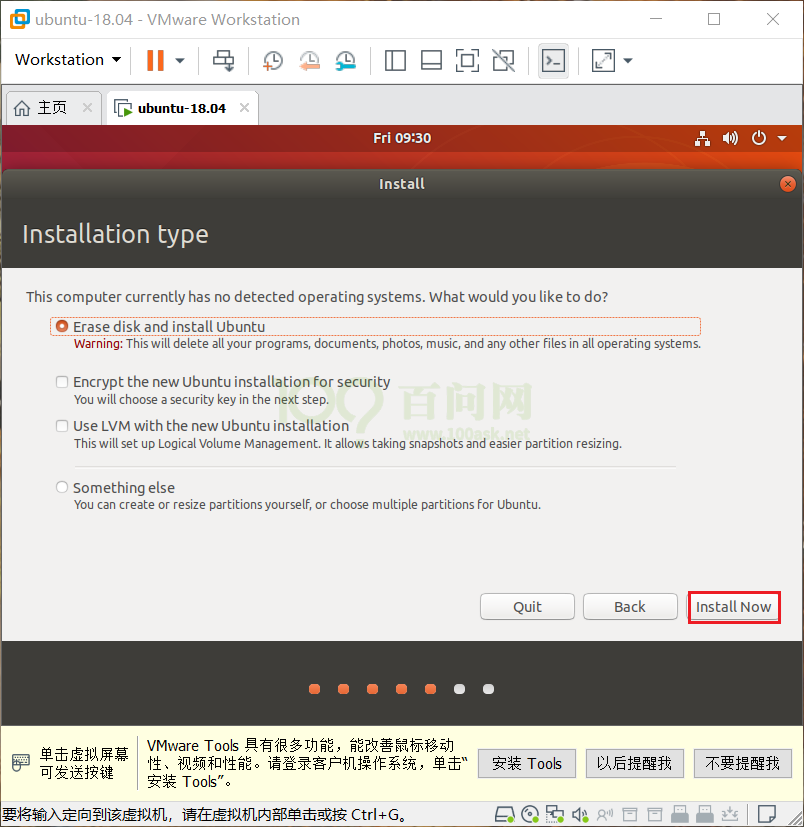 ubuntu-18.04 - VMware Workstation
Workstation
主页
ubuntu-18.04
Fri 09:30
Install
Installation type
This computer currently has no detected operating systems. What would you like to do?
Erase disk and install Ubuntu
Warning: This will delete all your programs, documents, photos, music, and any other files in all operating systems.
Encrypt the new Ubuntu installation for security
You will choose a security key in the next step.
Use LVM with the new Ubuntu installation
This will set up Logical Volume Management. It allows taking snapshots and easier partition resizing.
百问网
www.100ask.net
Something else
You can create or resize partitions yourself, or choose multiple partitions for Ubuntu.
Quit
Back
Install Now
单击虚拟屏幕
可发送按键
VMware Tools 具有很多功能，能改善鼠标移动
性、视频和性能。请登录客户机操作系统，单击“
安装 Tools”。
安装 Tools
以后提醒我
不要提醒我
要将输入定向到该虚拟机，请在虚拟机内部单击或按 Ctrl+G。